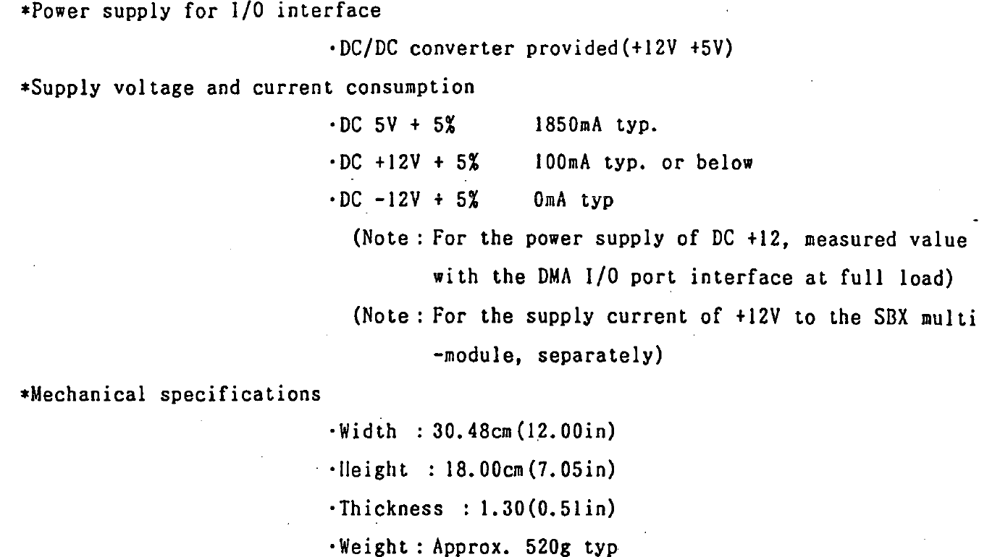 *Power supply for I/O interface
・DC/DC converter provided(+12V +5V)
*Supply voltage and current consumption
・DC 5V + 5% 1850mA typ.
・DC +12V + 5% 100mA typ. or below
・DC -12V + 5% 0mA typ
(Note : For the power supply of DC +12, measured value
with the DMA I/O port interface at full load)
(Note : For the supply current of +12V to the SBX multi
-module, separately)
*Mechanical specifications
・Width : 30.48cm(12.00in)
・Height : 18.00cm(7.05in)
・Thickness : 1.30(0.51in)
・Weight : Approx. 520g typ